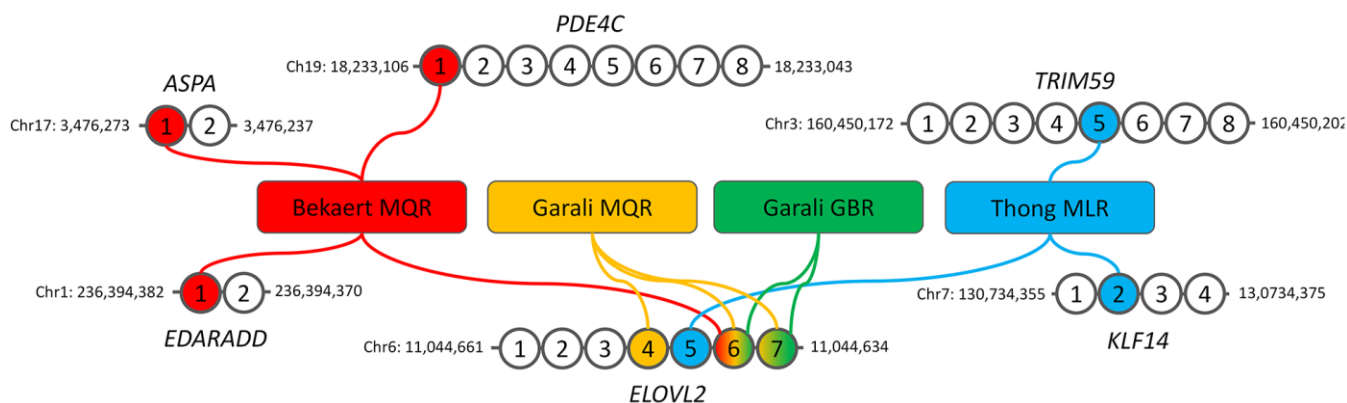 PDE4C
Ch19: 18,233,106 1 2 3 4 5 6 7 8 18,233,043
ASPA
Chr17: 3,476,273 1 2 3,476,237
TRIM59
Chr3: 160,450,172 1 2 3 4 5 6 7 8 160,450,202
Bekaert MQR
Garali MQR
Garali GBR
Thong MLR
Chr1: 236,394,382 1 2 236,394,370
EDARADD
Chr7: 130,734,355 1 2 3 4 13,0734,375
KLF14
Chr6: 11,044,661 1 2 3 4 5 6 7 11,044,634
ELOVL2